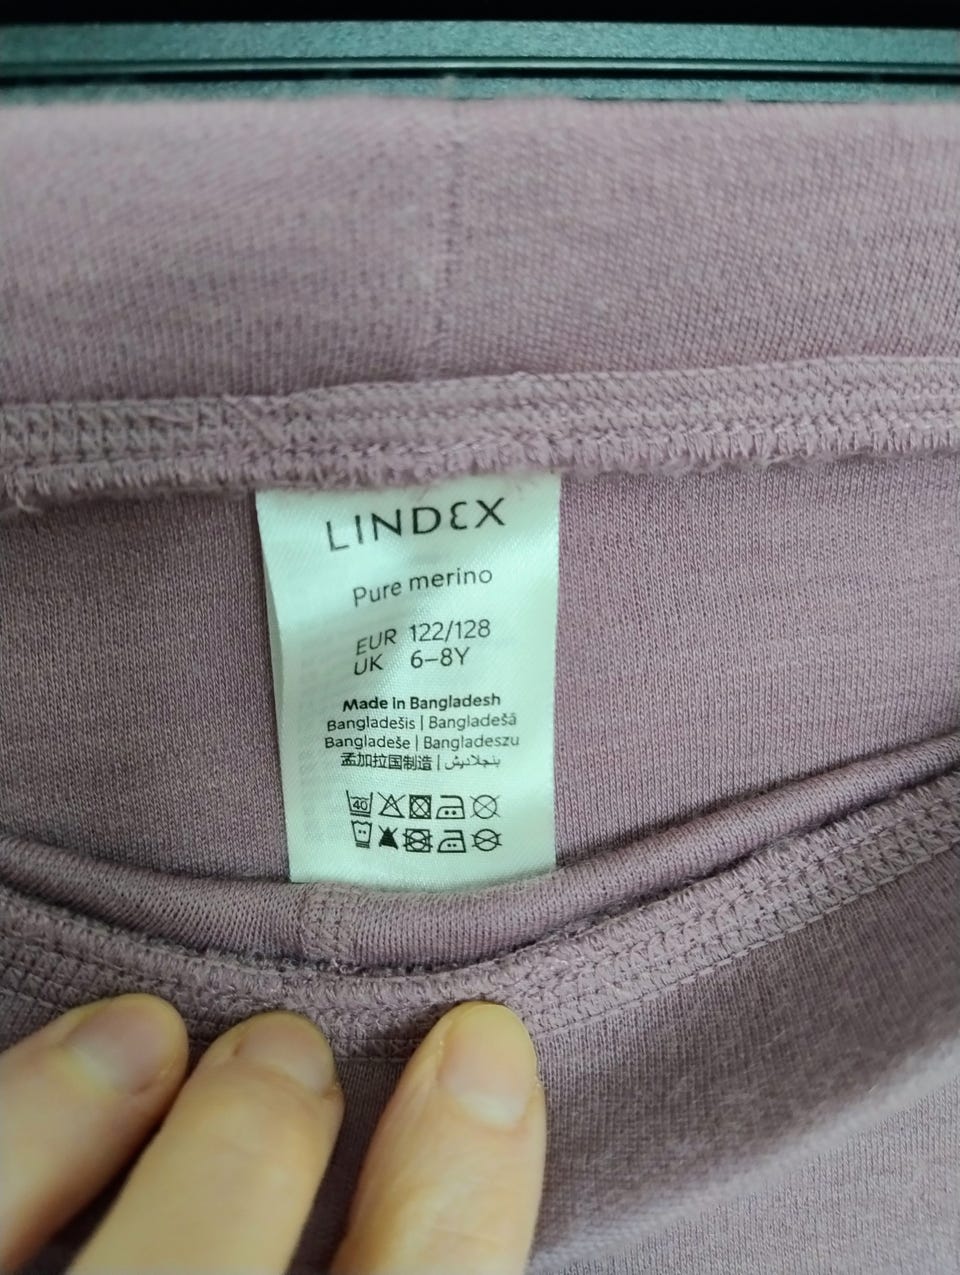 LINDEX
Pure merino
EUR 122/128
UK 6–8Y
Made in Bangladesh
Bangladešis | Bangladešā
Bangladeše | Bangladeszu
孟加拉国制造 | بنجلاديش
40